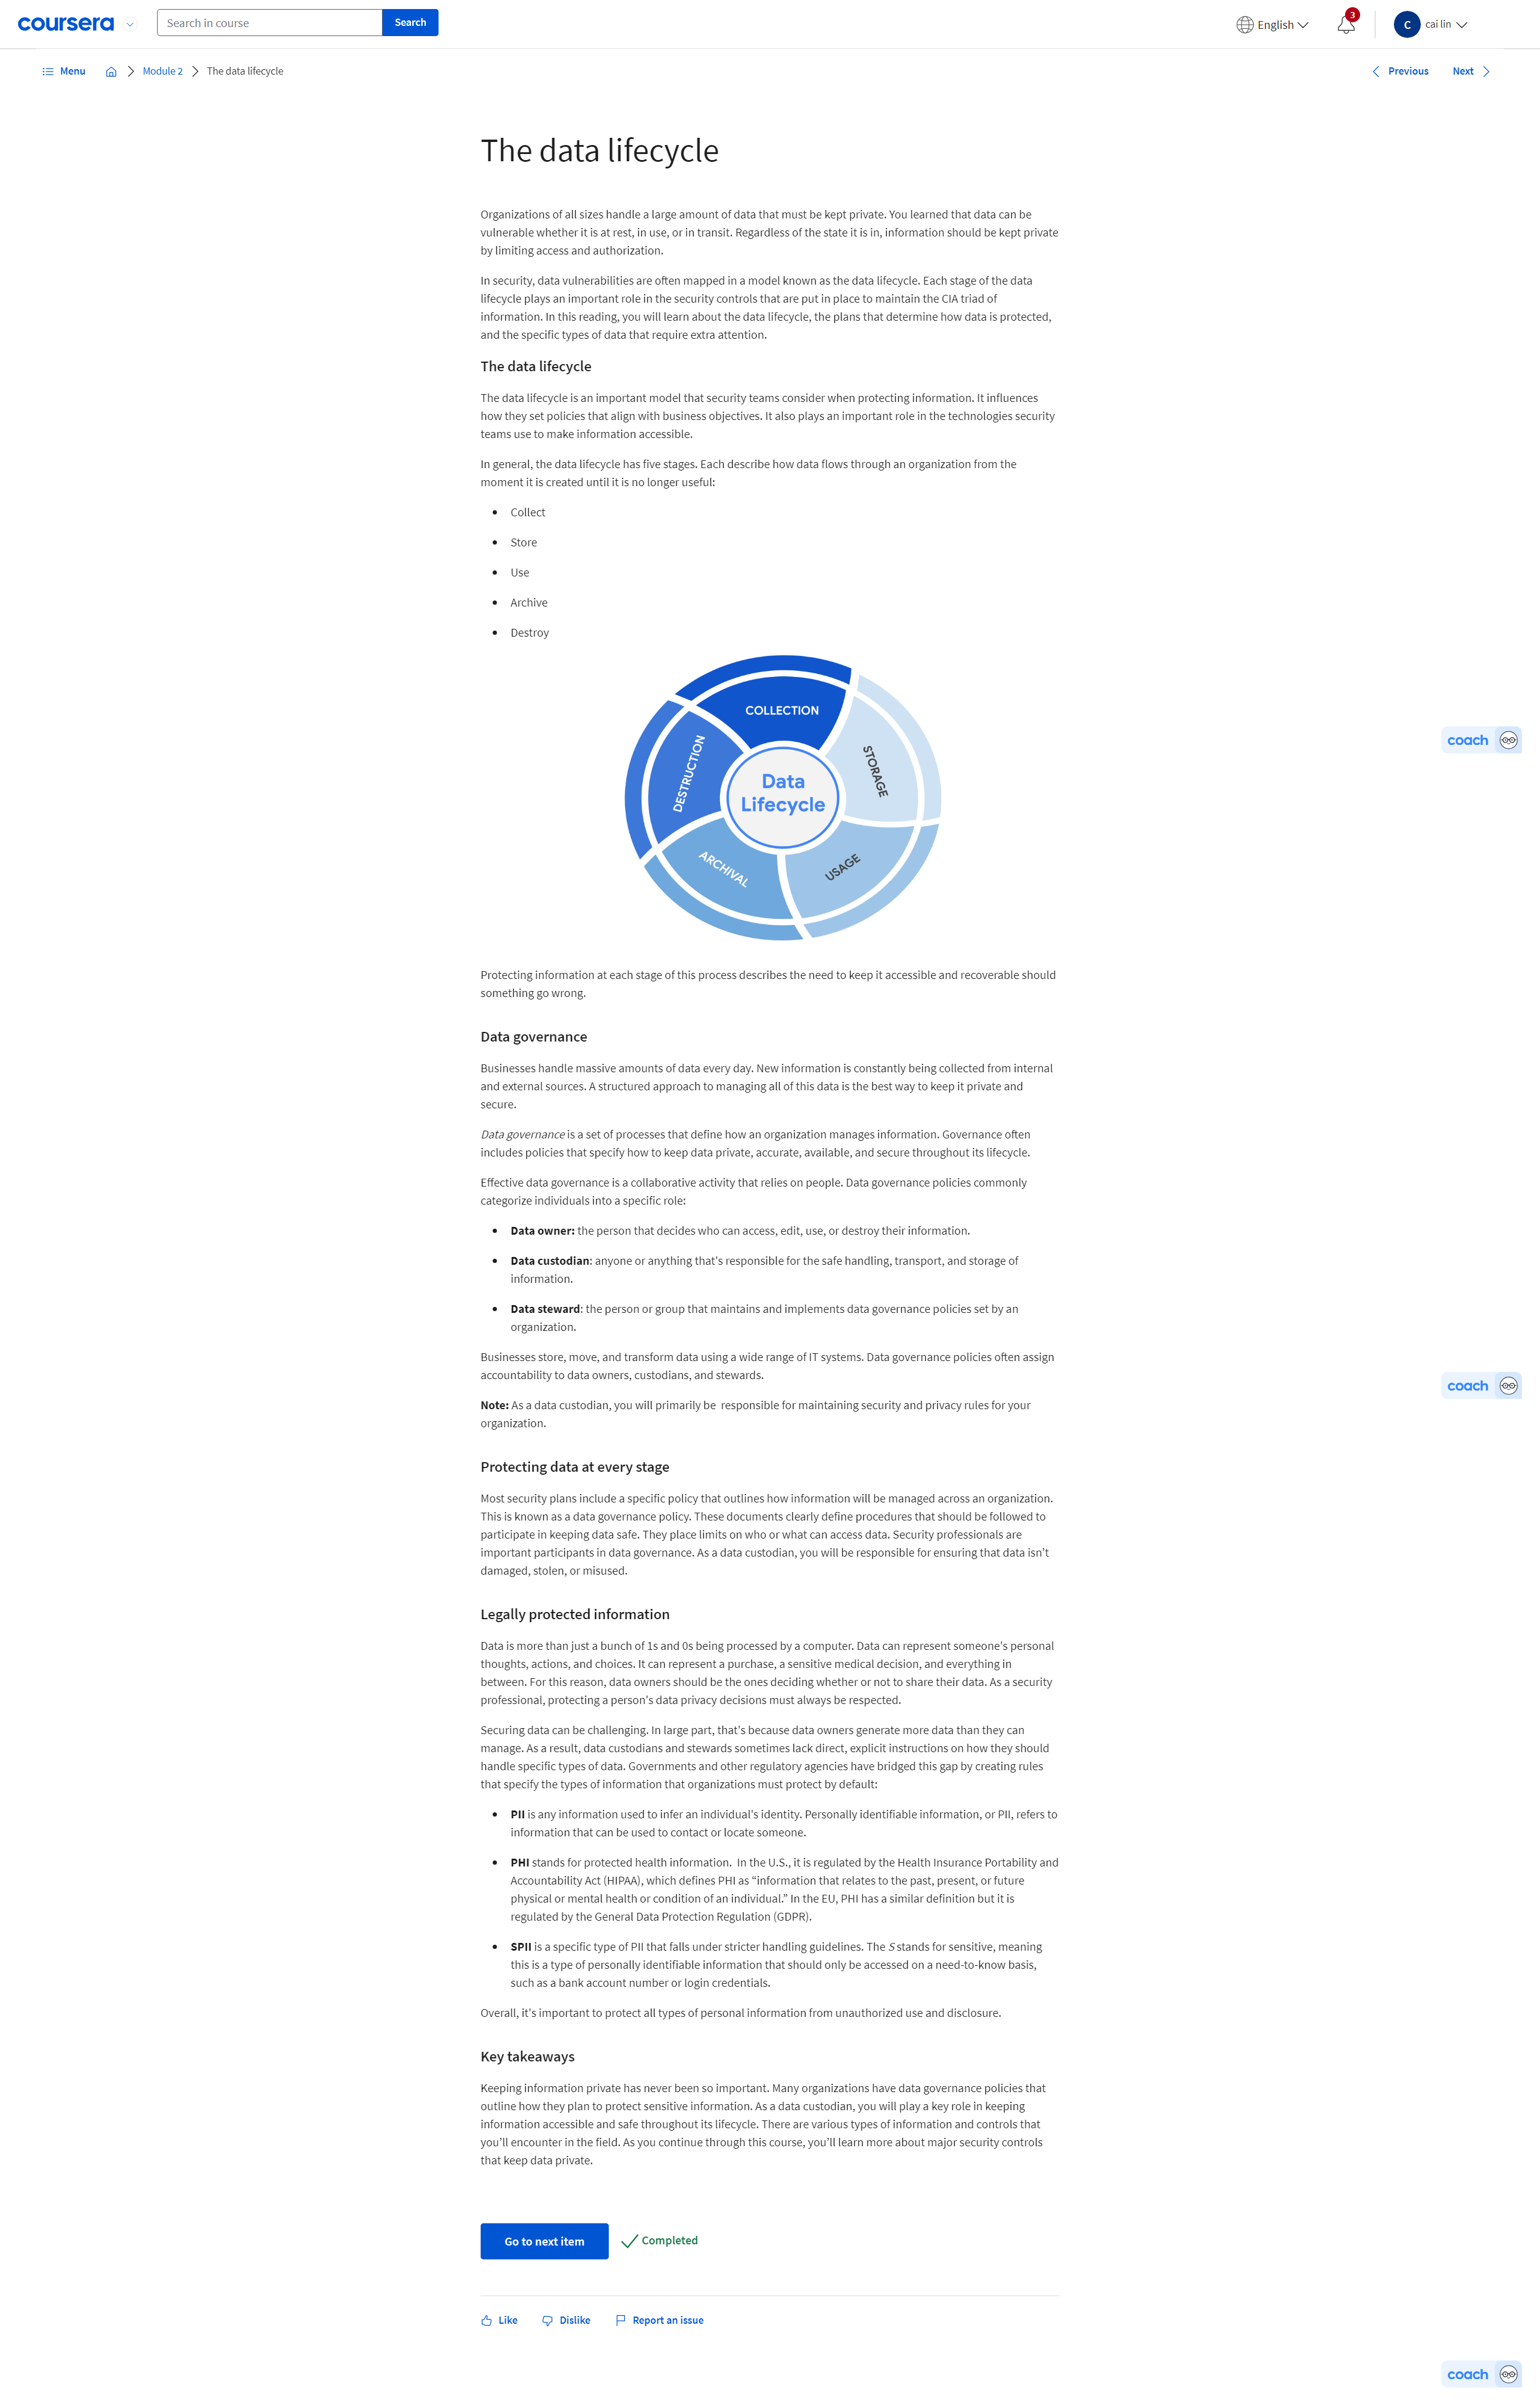 coursera
Search in course
Search
English
3
C
cai lin
Menu
Module 2
The data lifecycle
Previous
Next
The data lifecycle
Organizations of all sizes handle a large amount of data that must be kept private. You learned that data can be
vulnerable whether it is at rest, in use, or in transit. Regardless of the state it is in, information should be kept private
by limiting access and authorization.
In security, data vulnerabilities are often mapped in a model known as the data lifecycle. Each stage of the data
lifecycle plays an important role in the security controls that are put in place to maintain the CIA triad of
information. In this reading, you will learn about the data lifecycle, the plans that determine how data is protected,
and the specific types of data that require extra attention.
The data lifecycle
The data lifecycle is an important model that security teams consider when protecting information. It influences
how they set policies that align with business objectives. It also plays an important role in the technologies security
teams use to make information accessible.
In general, the data lifecycle has five stages. Each describe how data flows through an organization from the
moment it is created until it is no longer useful:
Collect
Store
Use
Archive
Destroy
COLLECTION
STORAGE
USAGE
ARCHIVAL
DESTRUCTION
Data
Lifecycle
coach
Protecting information at each stage of this process describes the need to keep it accessible and recoverable should
something go wrong.
Data governance
Businesses handle massive amounts of data every day. New information is constantly being collected from internal
and external sources. A structured approach to managing all of this data is the best way to keep it private and
secure.
Data governance is a set of processes that define how an organization manages information. Governance often
includes policies that specify how to keep data private, accurate, available, and secure throughout its lifecycle.
Effective data governance is a collaborative activity that relies on people. Data governance policies commonly
categorize individuals into a specific role:
Data owner: the person that decides who can access, edit, use, or destroy their information.
Data custodian: anyone or anything that's responsible for the safe handling, transport, and storage of
information.
Data steward: the person or group that maintains and implements data governance policies set by an
organization.
Businesses store, move, and transform data using a wide range of IT systems. Data governance policies often assign
accountability to data owners, custodians, and stewards.
coach
Note: As a data custodian, you will primarily be  responsible for maintaining security and privacy rules for your
organization.
Protecting data at every stage
Most security plans include a specific policy that outlines how information will be managed across an organization.
This is known as a data governance policy. These documents clearly define procedures that should be followed to
participate in keeping data safe. They place limits on who or what can access data. Security professionals are
important participants in data governance. As a data custodian, you will be responsible for ensuring that data isn't
damaged, stolen, or misused.
Legally protected information
Data is more than just a bunch of 1s and 0s being processed by a computer. Data can represent someone's personal
thoughts, actions, and choices. It can represent a purchase, a sensitive medical decision, and everything in
between. For this reason, data owners should be the ones deciding whether or not to share their data. As a security
professional, protecting a person's data privacy decisions must always be respected.
Securing data can be challenging. In large part, that's because data owners generate more data than they can
manage. As a result, data custodians and stewards sometimes lack direct, explicit instructions on how they should
handle specific types of data. Governments and other regulatory agencies have bridged this gap by creating rules
that specify the types of information that organizations must protect by default:
PII is any information used to infer an individual's identity. Personally identifiable information, or PII, refers to
information that can be used to contact or locate someone.
PHI stands for protected health information.  In the U.S., it is regulated by the Health Insurance Portability and
Accountability Act (HIPAA), which defines PHI as “information that relates to the past, present, or future
physical or mental health or condition of an individual.” In the EU, PHI has a similar definition but it is
regulated by the General Data Protection Regulation (GDPR).
SPII is a specific type of PII that falls under stricter handling guidelines. The S stands for sensitive, meaning
this is a type of personally identifiable information that should only be accessed on a need-to-know basis,
such as a bank account number or login credentials.
Overall, it's important to protect all types of personal information from unauthorized use and disclosure.
Key takeaways
Keeping information private has never been so important. Many organizations have data governance policies that
outline how they plan to protect sensitive information. As a data custodian, you will play a key role in keeping
information accessible and safe throughout its lifecycle. There are various types of information and controls that
you’ll encounter in the field. As you continue through this course, you’ll learn more about major security controls
that keep data private.
Go to next item
Completed
Like
Dislike
Report an issue
coach